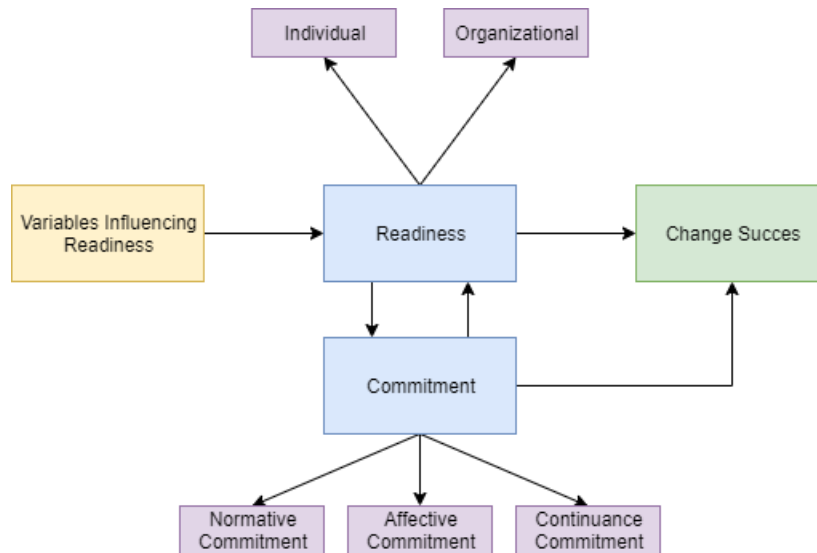 Individual
Organizational
Variables Influencing
Readiness
Readiness
Change Succes
Commitment
Normative
Commitment
Affective
Commitment
Continuance
Commitment